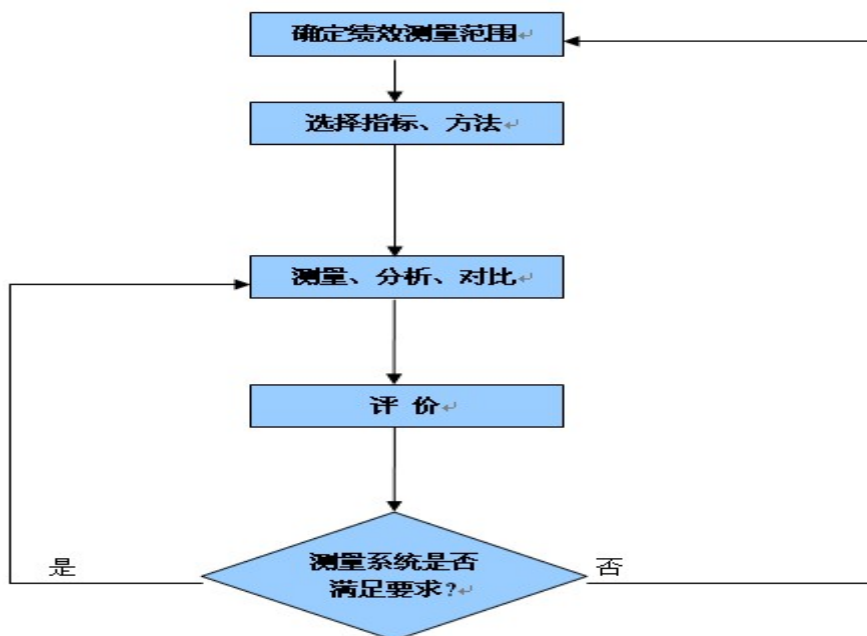 确定绩效测量范围
选择指标、方法
测量、分析、对比
评 价
测量系统是否
满足要求?
是
否